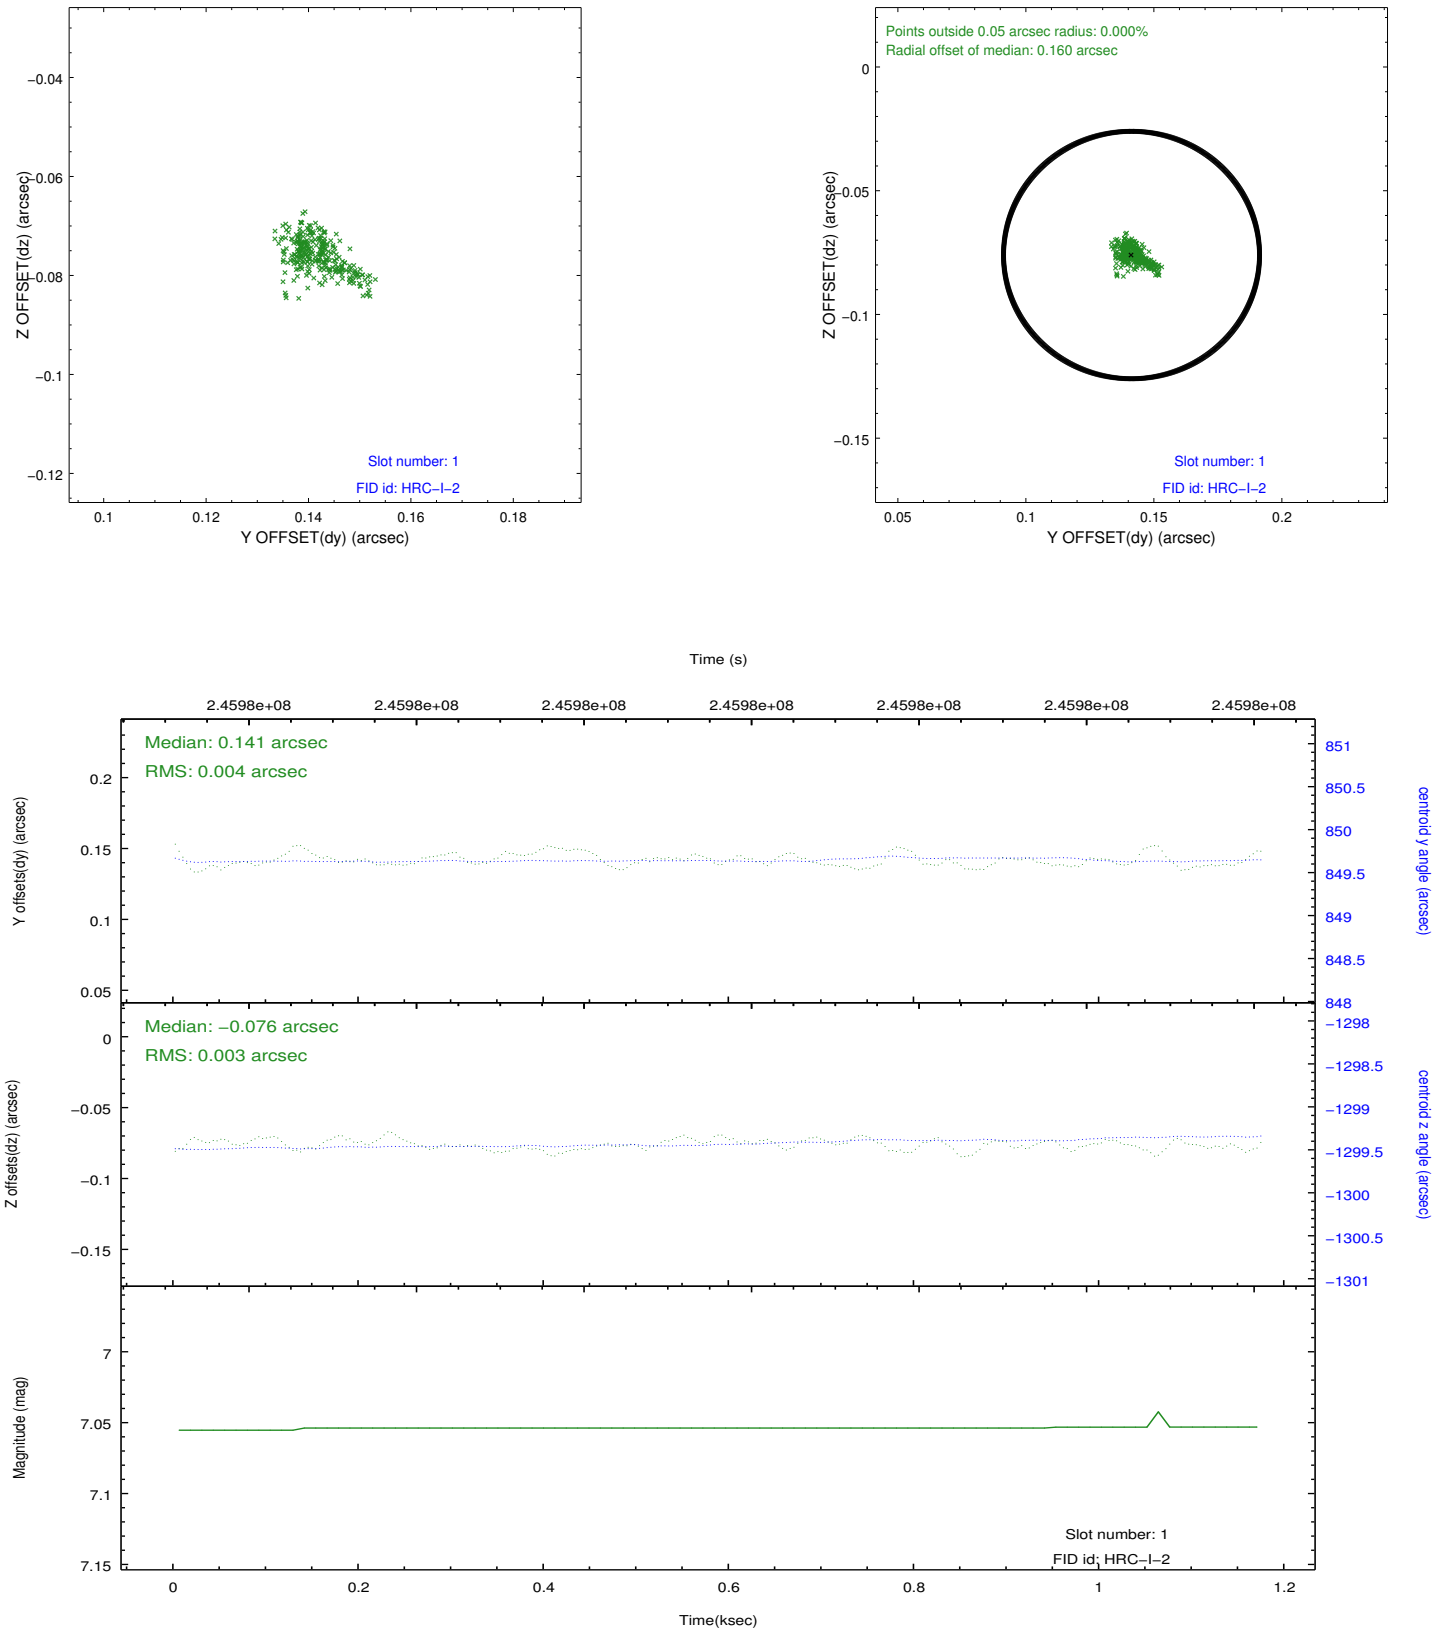 −0.04
−0.06
−0.08
−0.1
−0.12
Z OFFSET(dz) (arcsec)
Slot number: 1
FID id: HRC−I−2
0.1
0.12
0.14
0.16
0.18
Y OFFSET(dy) (arcsec)
Points outside 0.05 arcsec radius: 0.000%
Radial offset of median: 0.160 arcsec
0
−0.05
−0.1
−0.15
Z OFFSET(dz) (arcsec)
Slot number: 1
FID id: HRC−I−2
0.05
0.1
0.15
0.2
Y OFFSET(dy) (arcsec)
Time (s)
2.4598e+08 2.4598e+08 2.4598e+08 2.4598e+08 2.4598e+08 2.4598e+08 2.4598e+08
Median: 0.141 arcsec
RMS: 0.004 arcsec
0.2
0.15
0.1
0.05
Y offsets(dy) (arcsec)
851
850.5
850
849.5
849
848.5
848
centroid y angle (arcsec)
Median: −0.076 arcsec
RMS: 0.003 arcsec
0
−0.05
−0.1
−0.15
Z offsets(dz) (arcsec)
−1298
−1298.5
−1299
−1299.5
−1300
−1300.5
−1301
centroid z angle (arcsec)
7
7.05
7.1
7.15
Magnitude (mag)
Slot number: 1
FID id: HRC−I−2
0
0.2
0.4
0.6
0.8
1
1.2
Time(ksec)